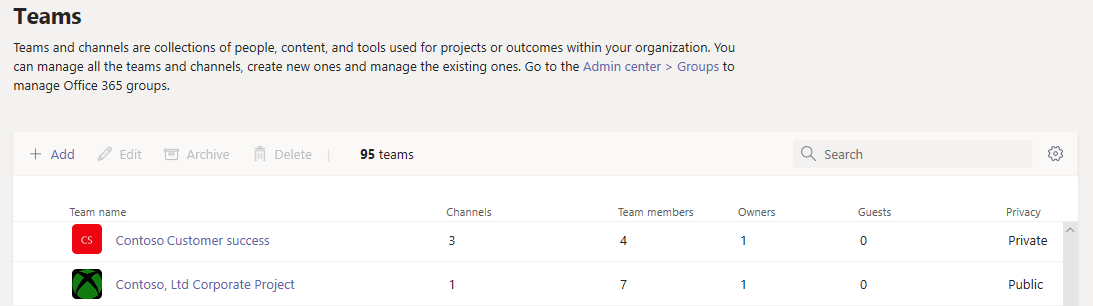 Teams
Teams and channels are collections of people, content, and tools used for projects or outcomes within your organization. You
can manage all the teams and channels, create new ones and manage the existing ones. Go to the Admin center > Groups to
manage Office 365 groups.
+ Add Edit Archive Delete | 95 teams Search
Team name Channels Team members Owners Guests Privacy
CS Contoso Customer success 3 4 1 0 Private
Contoso, Ltd Corporate Project 1 7 1 0 Public